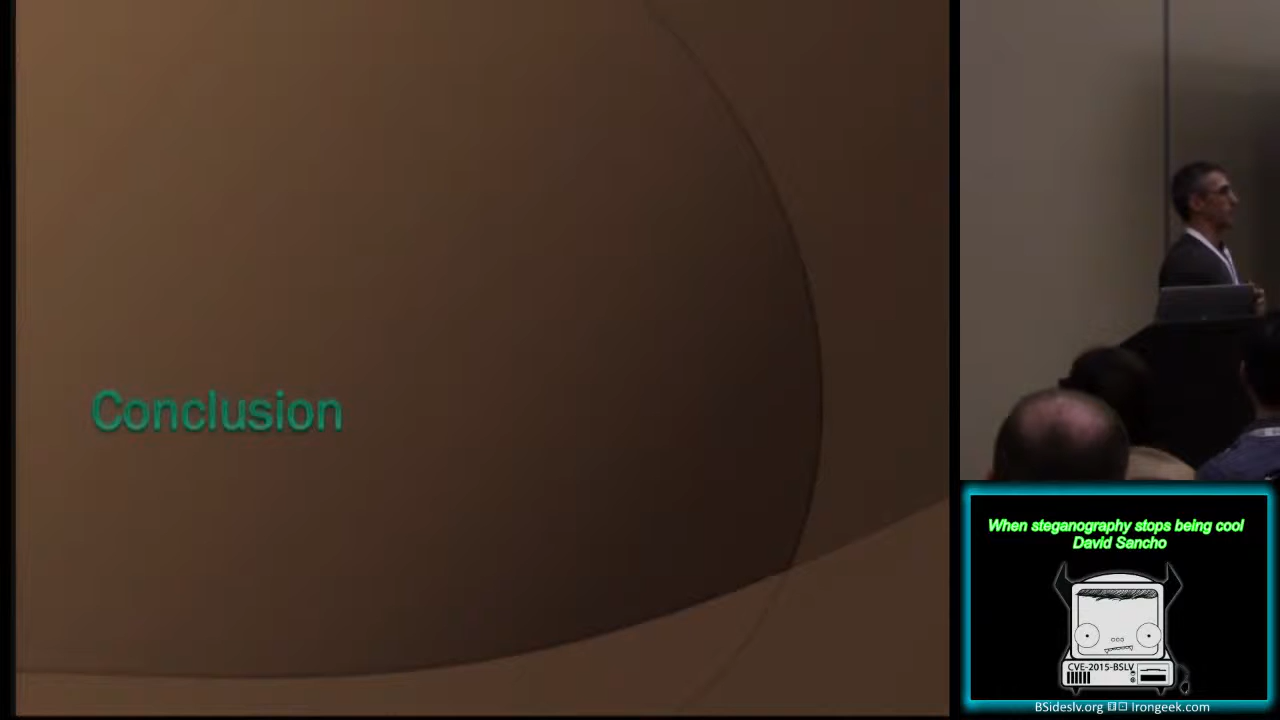 Conclusion
When steganography stops being cool
David Sancho
CVE-2015-BSLV
BSideslv.org Irongeek.com